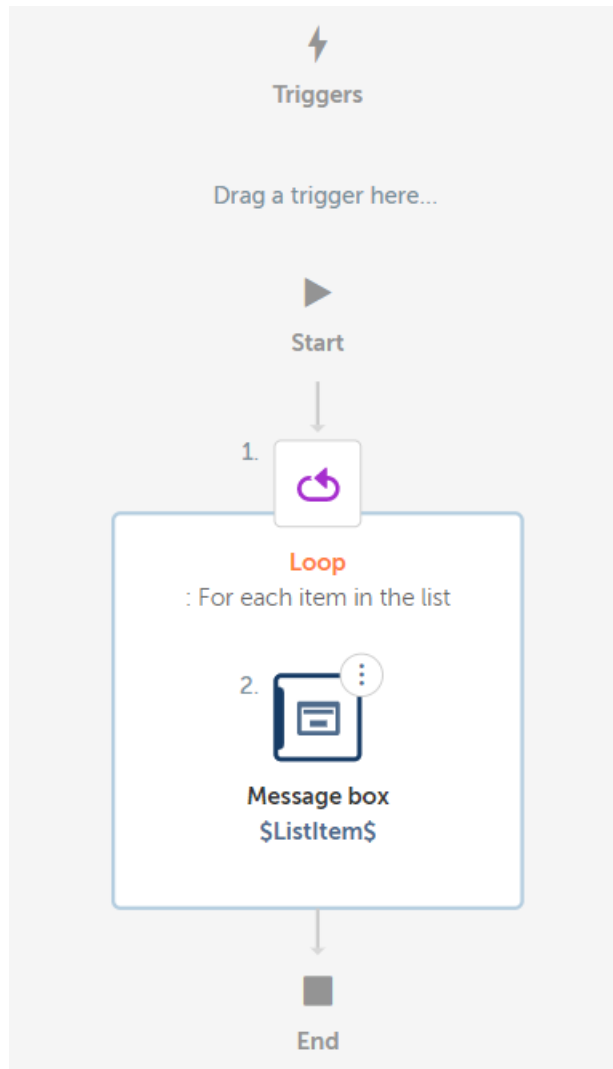 Triggers
Drag a trigger here...
Start
1.
Loop
: For each item in the list
2.
Message box
$ListItem$
End